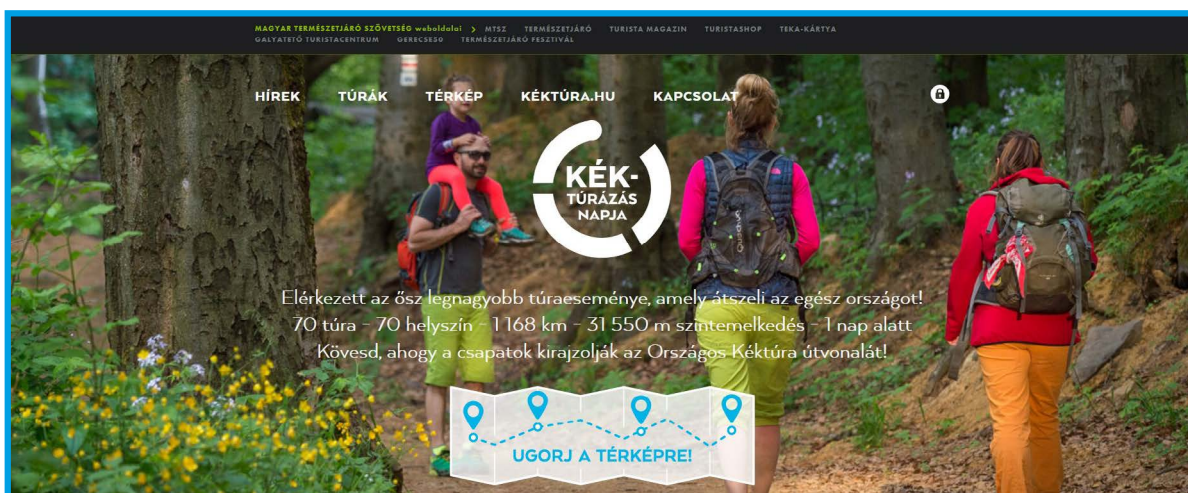 MAGYAR TERMÉSZETJÁRÓ SZÖVETSÉG weboldalai > MTSZ TERMÉSZETJÁRÓ TURISTA MAGAZIN TURISTASHOP TEKA-KÁRTYA
GALYATETŐ TURISTACENTRUM GERECSE50 TERMÉSZETJÁRÓ FESZTIVÁL
HÍREK TÚRÁK TÉRKÉP KÉKTÚRA.HU KAPCSOLAT
KÉK-
TÚRÁZÁS
NAPJA
Elérkezett az ősz legnagyobb túraeseménye, amely átszeli az egész országot!
70 túra - 70 helyszín - 1 168 km - 31 550 m szintemelkedés - 1 nap alatt
Kövesd, ahogy a csapatok kirajzolják az Országos Kéktúra útvonalát!
UGORJ A TÉRKÉPRE!